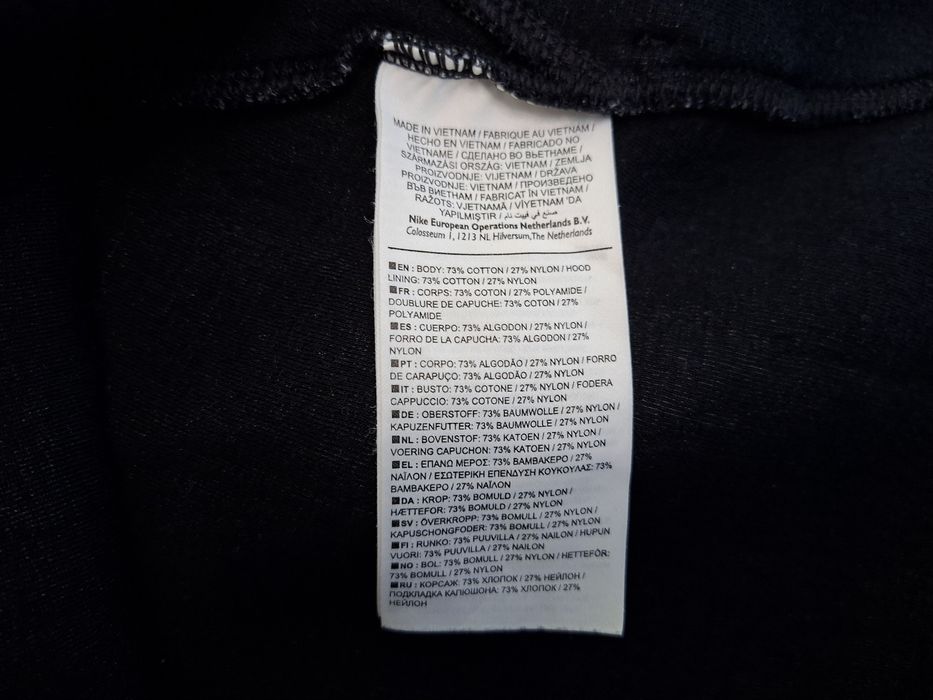 MADE IN VIETNAM / FABRIQUE AU VIETNAM /
HECHO EN VIETNAM / FABRICADO NO
VIETNAME / СДЕЛАНО ВО ВЬЕТНАМЕ /
SZÁRMAZÁSI ORSZÁG: VIETNAM / ZEMLJA
PROIZVODNJE: VIJETNAM / DRŽAVA
PROIZVODNJE: VIETNAM / ПРОИЗВЕДЕНО
ВЪВ ВИЕТНАМ / FABRICAT ÎN VIETNAM /
RAŽOTS: VJETNAMĀ / VİYETNAM 'DA
YAPILMIŞTIR / صنع في فييت نام
Nike European Operations Netherlands B.V.
Colosseum 1, 1213 NL Hilversum, The Netherlands
EN : BODY: 73% COTTON / 27% NYLON / HOOD
LINING: 73% COTTON / 27% NYLON
FR : CORPS: 73% COTON / 27% POLYAMIDE /
DOUBLURE DE CAPUCHE: 73% COTON / 27%
POLYAMIDE
ES : CUERPO: 73% ALGODON / 27% NYLON /
FORRO DE LA CAPUCHA: 73% ALGODON / 27%
NYLON
PT : CORPO: 73% ALGODÃO / 27% NYLON / FORRO
DE CARAPUÇO: 73% ALGODÃO / 27% NYLON
IT : BUSTO: 73% COTONE / 27% NYLON / FODERA
CAPPUCCIO: 73% COTONE / 27% NYLON
DE : OBERSTOFF: 73% BAUMWOLLE / 27% NYLON /
KAPUZENFUTTER: 73% BAUMWOLLE / 27% NYLON
NL : BOVENSTOF: 73% KATOEN / 27% NYLON /
VOERING CAPUCHON: 73% KATOEN / 27% NYLON
EL : ΕΠΑΝΩ ΜΕΡΟΣ: 73% ΒΑΜΒΑΚΕΡΟ / 27%
ΝΑΪΛΟΝ / ΕΣΩΤΕΡΙΚΗ ΕΠΕΝΔΥΣΗ ΚΟΥΚΟΥΛΑΣ: 73%
ΒΑΜΒΑΚΕΡΟ / 27% ΝΑΪΛΟΝ
DA : KROP: 73% BOMULD / 27% NYLON /
HÆTTEFOR: 73% BOMULD / 27% NYLON
SV : ÖVERKROPP: 73% BOMULL / 27% NYLON /
KAPUSCHONGFODER: 73% BOMULL / 27% NYLON
FI : RUNKO: 73% PUUVILLA / 27% NAILON / HUPUN
VUORI: 73% PUUVILLA / 27% NAILON
NO : BOL: 73% BOMULL / 27% NYLON / HETTEFÔR:
73% BOMULL / 27% NYLON
RU : КОРСАЖ: 73% ХЛОПОК / 27% НЕЙЛОН /
ПОДКЛАДКА КАПЮШОНА: 73% ХЛОПОК / 27%
НЕЙЛОН